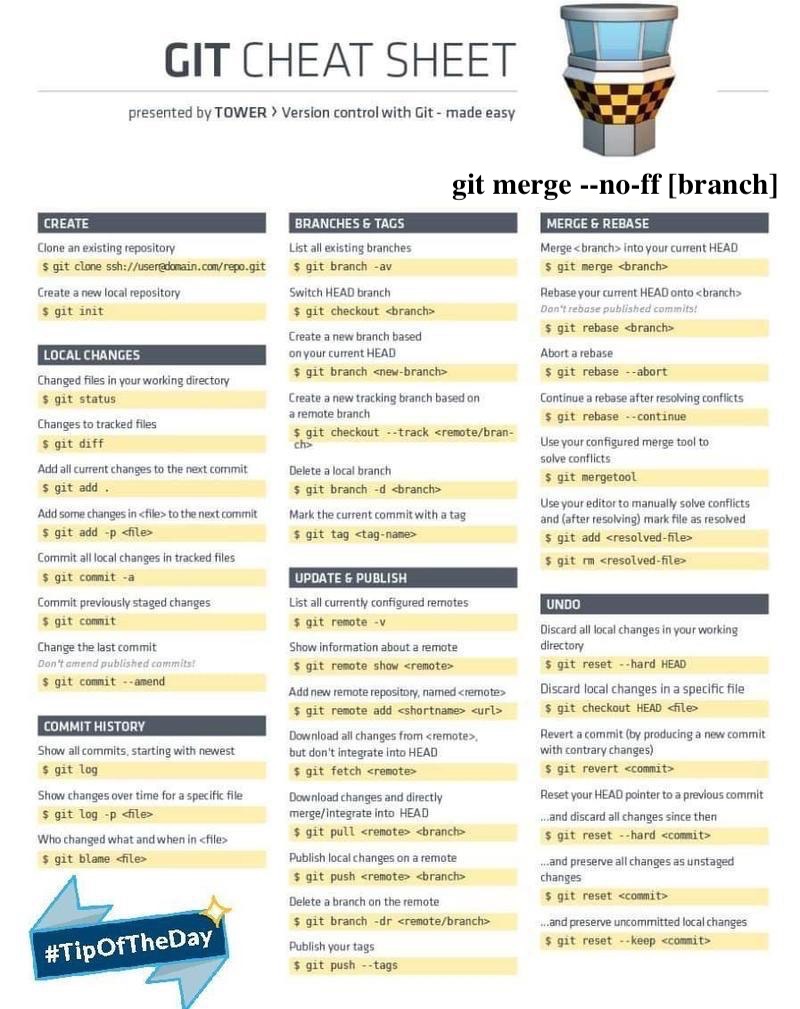 GIT CHEAT SHEET
presented by TOWER › Version control with Git - made easy
git merge --no-ff [branch]
CREATE
Clone an existing repository
$ git clone ssh://user@domain.com/repo.git
Create a new local repository
$ git init
LOCAL CHANGES
Changed files in your working directory
$ git status
Changes to tracked files
$ git diff
Add all current changes to the next commit
$ git add .
Add some changes in <file> to the next commit
$ git add -p <file>
Commit all local changes in tracked files
$ git commit -a
Commit previously staged changes
$ git commit
Change the last commit
Don't amend published commits!
$ git commit --amend
COMMIT HISTORY
Show all commits, starting with newest
$ git log
Show changes over time for a specific file
$ git log -p <file>
Who changed what and when in <file>
$ git blame <file>
#TipOfTheDay
BRANCHES & TAGS
List all existing branches
$ git branch -av
Switch HEAD branch
$ git checkout <branch>
Create a new branch based
on your current HEAD
$ git branch <new-branch>
Create a new tracking branch based on
a remote branch
$ git checkout --track <remote/bran-
ch>
Delete a local branch
$ git branch -d <branch>
Mark the current commit with a tag
$ git tag <tag-name>
UPDATE & PUBLISH
List all currently configured remotes
$ git remote -v
Show information about a remote
$ git remote show <remote>
Add new remote repository, named <remote>
$ git remote add <shortname> <url>
Download all changes from <remote>,
but don't integrate into HEAD
$ git fetch <remote>
Download changes and directly
merge/integrate into HEAD
$ git pull <remote> <branch>
Publish local changes on a remote
$ git push <remote> <branch>
Delete a branch on the remote
$ git branch -dr <remote/branch>
Publish your tags
$ git push --tags
MERGE & REBASE
Merge <branch> into your current HEAD
$ git merge <branch>
Rebase your current HEAD onto <branch>
Don't rebase published commits!
$ git rebase <branch>
Abort a rebase
$ git rebase --abort
Continue a rebase after resolving conflicts
$ git rebase --continue
Use your configured merge tool to
solve conflicts
$ git mergetool
Use your editor to manually solve conflicts
and (after resolving) mark file as resolved
$ git add <resolved-file>
$ git rm <resolved-file>
UNDO
Discard all local changes in your working
directory
$ git reset --hard HEAD
Discard local changes in a specific file
$ git checkout HEAD <file>
Revert a commit (by producing a new commit
with contrary changes)
$ git revert <commit>
Reset your HEAD pointer to a previous commit
...and discard all changes since then
$ git reset --hard <commit>
...and preserve all changes as unstaged
changes
$ git reset <commit>
...and preserve uncommitted local changes
$ git reset --keep <commit>